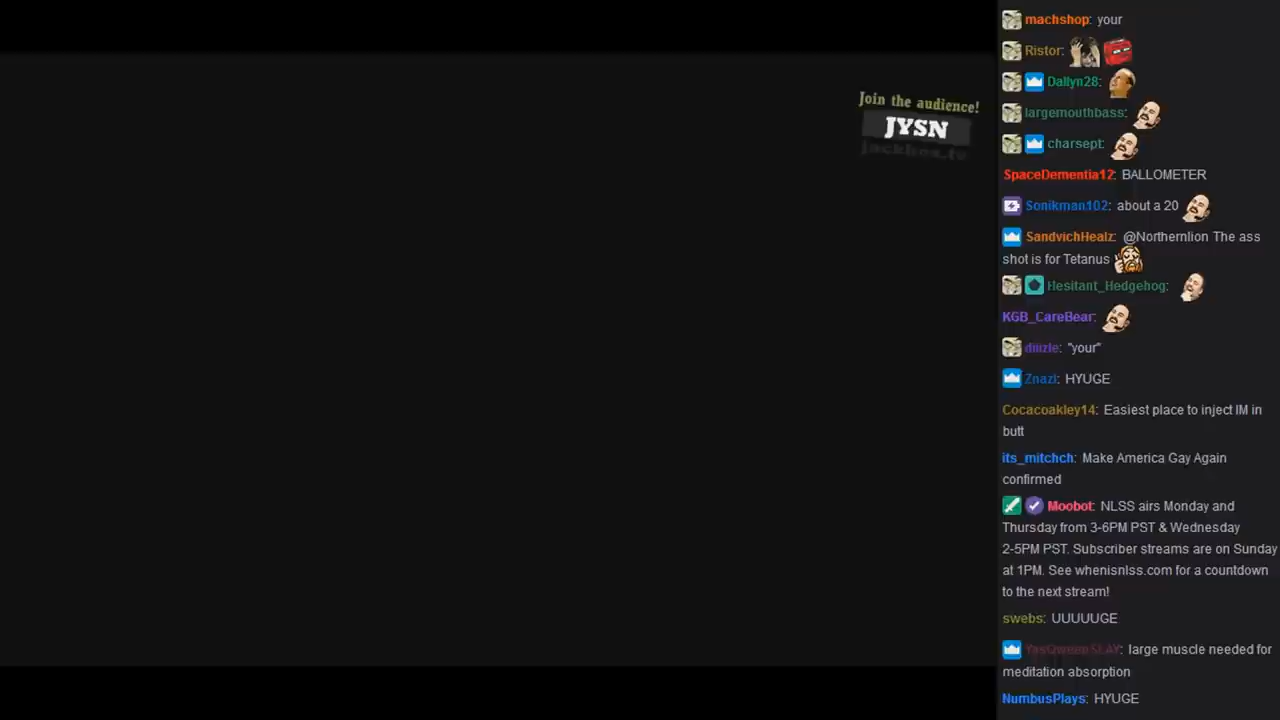 Join the audience!
JYSN
jackbox.tv
machshop: your
Ristor:
Dallyn28:
largemouthbass:
charsept:
SpaceDementia12: BALLOMETER
Sonikman102: about a 20
SandvichHealz: @Northernlion The ass
shot is for Tetanus
Hesitant_Hedgehog:
KGB_CareBear:
diiizle: "your"
Znazl: HYUGE
Cocacoakley14: Easiest place to inject IM in
butt
its_mitchch: Make America Gay Again
confirmed
Moobot: NLSS airs Monday and
Thursday from 3-6PM PST & Wednesday
2-5PM PST. Subscriber streams are on Sunday
at 1PM. See whenisnlss.com for a countdown
to the next stream!
swebs: UUUUUGE
YasQweenSLAY: large muscle needed for
meditation absorption
NumbusPlays: HYUGE